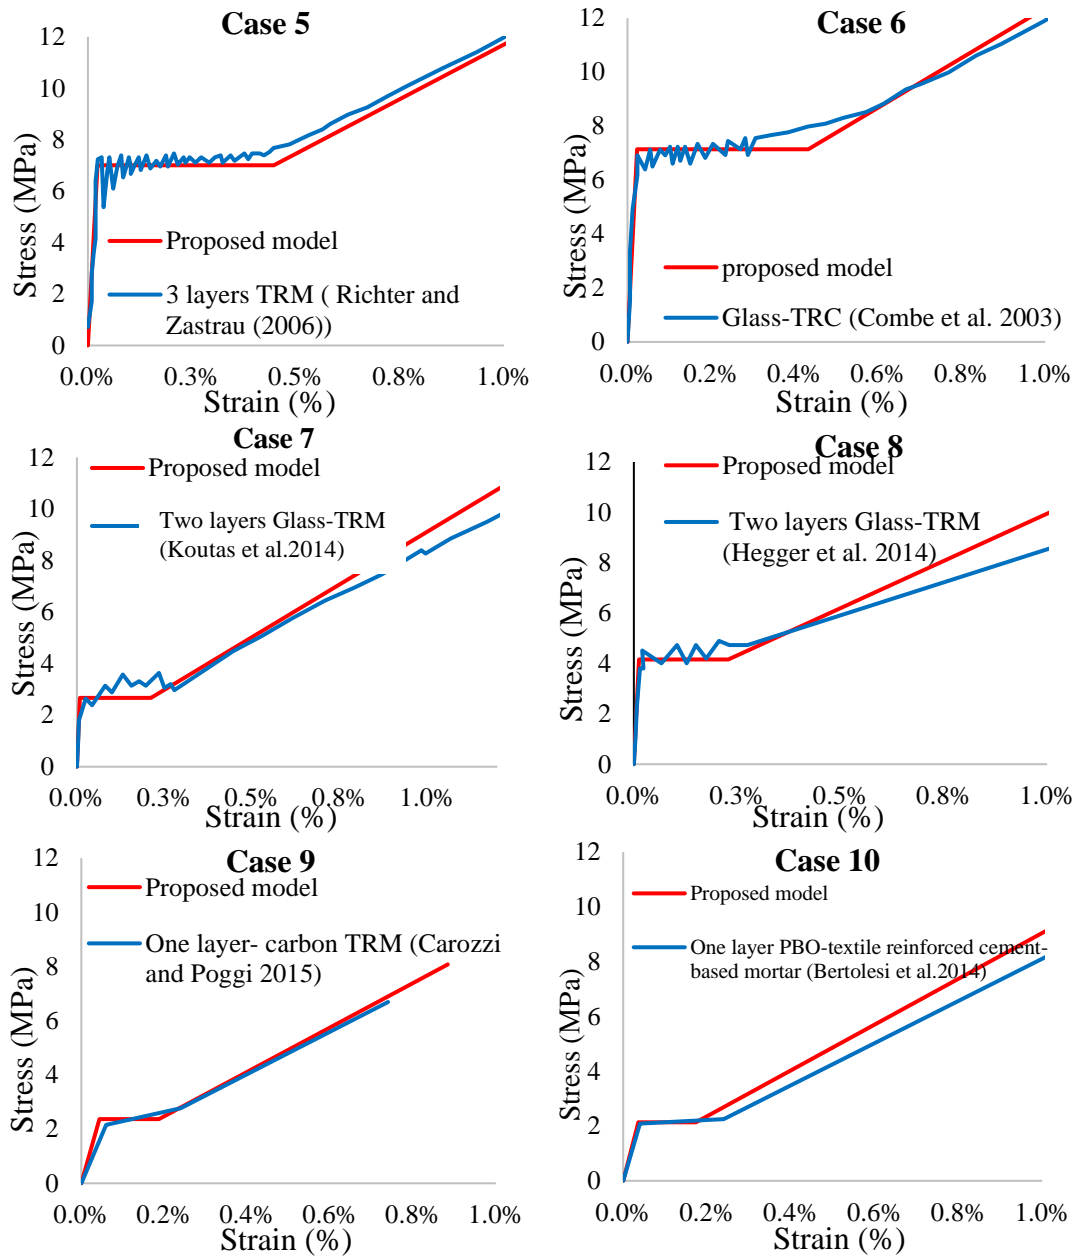 Case 5
12
10
8
6
4
2
0
Stress (MPa)
Proposed model
3 layers TRM ( Richter and
Zastrau (2006))
0.0% 0.3% 0.5% 0.8% 1.0%
Strain (%)
Case 6
12
10
8
6
4
2
0
Stress (MPa)
proposed model
Glass-TRC (Combe et al. 2003)
0.0% 0.2% 0.4% 0.6% 0.8% 1.0%
Strain (%)
Case 7
12
10
8
6
4
2
0
Stress (MPa)
Proposed model
Two layers Glass-TRM
(Koutas et al.2014)
0.0% 0.3% 0.5% 0.8% 1.0%
Strain (%)
Case 8
12
10
8
6
4
2
0
Stress (MPa)
Proposed model
Two layers Glass-TRM
(Hegger et al. 2014)
0.0% 0.3% 0.5% 0.8% 1.0%
Strain (%)
Case 9
12
10
8
6
4
2
0
Stress (MPa)
Proposed model
One layer- carbon TRM (Carozzi
and Poggi 2015)
0.0% 0.2% 0.4% 0.6% 0.8% 1.0%
Strain (%)
Case 10
12
10
8
6
4
2
0
Stress (MPa)
Proposed model
One layer PBO-textile reinforced cement-
based mortar (Bertolesi et al.2014)
0.0% 0.2% 0.4% 0.6% 0.8% 1.0%
Strain (%)